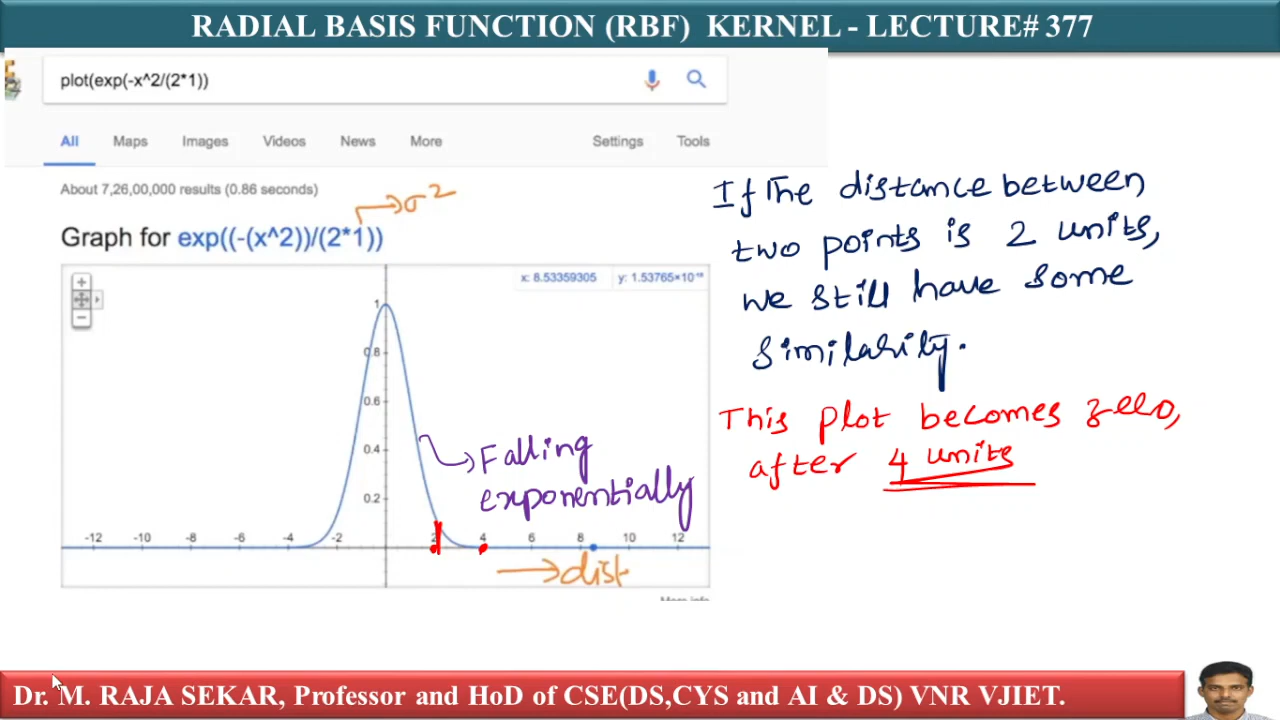 RADIAL BASIS FUNCTION (RBF) KERNEL - LECTURE# 377
plot(exp(-x^2/(2*1))
All Maps Images Videos News More Settings Tools
About 7,26,00,000 results (0.86 seconds)
→σ²
Graph for exp((-(x^2))/(2*1))
x: 8.53359305 y: 1.53765×10⁻¹⁶
1
0.8
0.6
0.4
0.2
-12 -10 -8 -6 -4 -2 2 4 6 8 10 12
Falling
exponentially
→dist
More info
If The distance between
two points is 2 units,
we still have some
similarity.
This plot becomes zero,
after 4 units
Dr. M. RAJA SEKAR, Professor and HoD of CSE(DS,CYS and AI & DS) VNR VJIET.